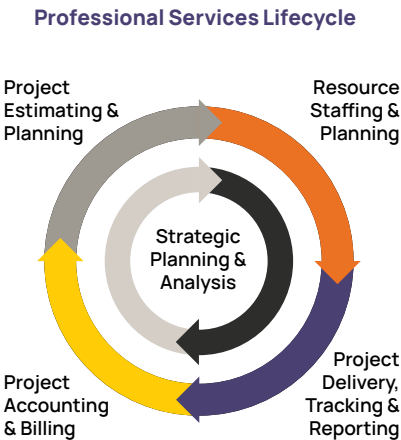 Professional Services Lifecycle
Project
Estimating &
Planning
Resource
Staffing &
Planning
Strategic
Planning &
Analysis
Project
Accounting
& Billing
Project
Delivery,
Tracking &
Reporting